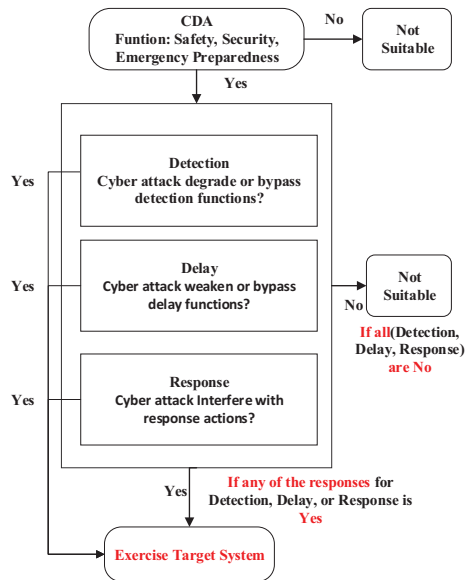 CDA
Funtion: Safety, Security,
Emergency Preparedness
No
Not
Suitable
Yes
Yes
Detection
Cyber attack degrade or bypass
detection functions?
Yes
Delay
Cyber attack weaken or bypass
delay functions?
No
Not
Suitable
If all(Detection,
Delay, Response)
are No
Yes
Response
Cyber attack Interfere with
response actions?
Yes
If any of the responses for
Detection, Delay, or Response is
Yes
Exercise Target System